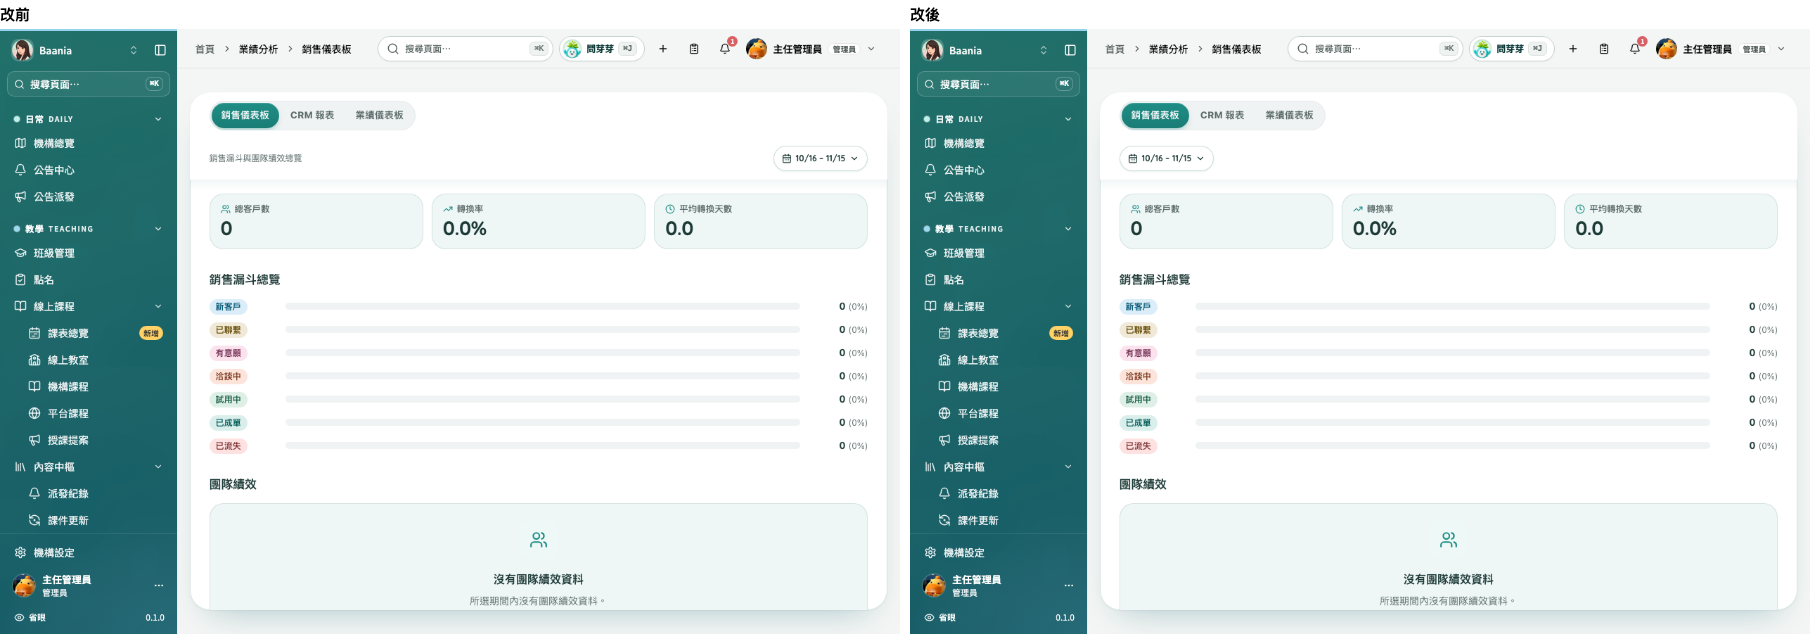 改前
Baania
搜尋頁面… ⌘K
日常 DAILY
機構總覽
公告中心
公告派發
教學 TEACHING
班級管理
點名
線上課程
課表總覽 新增
線上教室
機構課程
平台課程
授課提案
內容中樞
派發紀錄
課件更新
機構設定
主任管理員
管理員
省眼 0.1.0
首頁 > 業績分析 > 銷售儀表板 搜尋頁面… ⌘K 問芽芽 ⌘J 1 主任管理員 管理員
銷售儀表板 CRM 報表 業績儀表板
銷售漏斗與團隊績效總覽 10/16 - 11/15
總客戶數 轉換率 平均轉換天數
0 0.0% 0.0
銷售漏斗總覽
新客戶 0 (0%)
已聯繫 0 (0%)
有意願 0 (0%)
洽談中 0 (0%)
試用中 0 (0%)
已成單 0 (0%)
已流失 0 (0%)
團隊績效
沒有團隊績效資料
所選期間內沒有團隊績效資料。
改後
Baania
搜尋頁面… ⌘K
日常 DAILY
機構總覽
公告中心
公告派發
教學 TEACHING
班級管理
點名
線上課程
課表總覽 新增
線上教室
機構課程
平台課程
授課提案
內容中樞
派發紀錄
課件更新
機構設定
主任管理員
管理員
省眼 0.1.0
首頁 > 業績分析 > 銷售儀表板 搜尋頁面… ⌘K 問芽芽 ⌘J 1 主任管理員 管理員
銷售儀表板 CRM 報表 業績儀表板
10/16 - 11/15
總客戶數 轉換率 平均轉換天數
0 0.0% 0.0
銷售漏斗總覽
新客戶 0 (0%)
已聯繫 0 (0%)
有意願 0 (0%)
洽談中 0 (0%)
試用中 0 (0%)
已成單 0 (0%)
已流失 0 (0%)
團隊績效
沒有團隊績效資料
所選期間內沒有團隊績效資料。